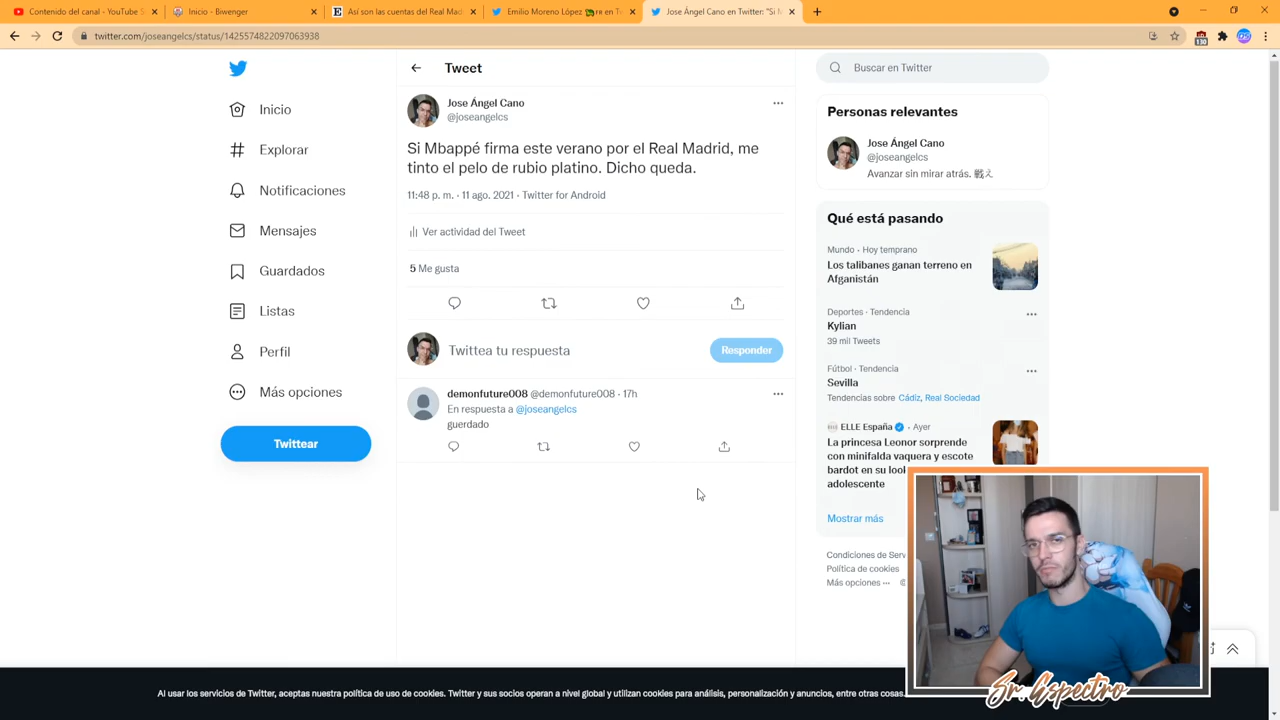 Contenido del canal - YouTube S
Inicio - Biwenger
Así son las cuentas del Real Mad
Emilio Moreno López
Jose Ángel Cano en Twitter: "Si M
twitter.com/joseangelcs/status/1425574822097063938
130
Inicio
Explorar
Notificaciones
Mensajes
Guardados
Listas
Perfil
Más opciones
Twittear
Tweet
Jose Ángel Cano
@joseangelcs
Si Mbappé firma este verano por el Real Madrid, me
tinto el pelo de rubio platino. Dicho queda.
11:48 p. m. · 11 ago. 2021 · Twitter for Android
Ver actividad del Tweet
5 Me gusta
Twittea tu respuesta
Responder
demonfuture008 @demonfuture008 · 17h
En respuesta a @joseangelcs
guerdado
Buscar en Twitter
Personas relevantes
Jose Ángel Cano
@joseangelcs
Avanzar sin mirar atrás. 戦え
Qué está pasando
Mundo · Hoy temprano
Los talibanes ganan terreno en
Afganistán
Deportes · Tendencia
Kylian
39 mil Tweets
Fútbol · Tendencia
Sevilla
Tendencias sobre Cádiz, Real Sociedad
ELLE España · Ayer
La princesa Leonor sorprende
con minifalda vaquera y escote
bardot en su look
adolescente
Mostrar más
Condiciones de Serv
Política de cookies
Más opciones ···
Al usar los servicios de Twitter, aceptas nuestra política de uso de cookies. Twitter y sus socios operan a nivel global y utilizan cookies para análisis, personalización y anuncios, entre otras cosas.
Sr. Espectro